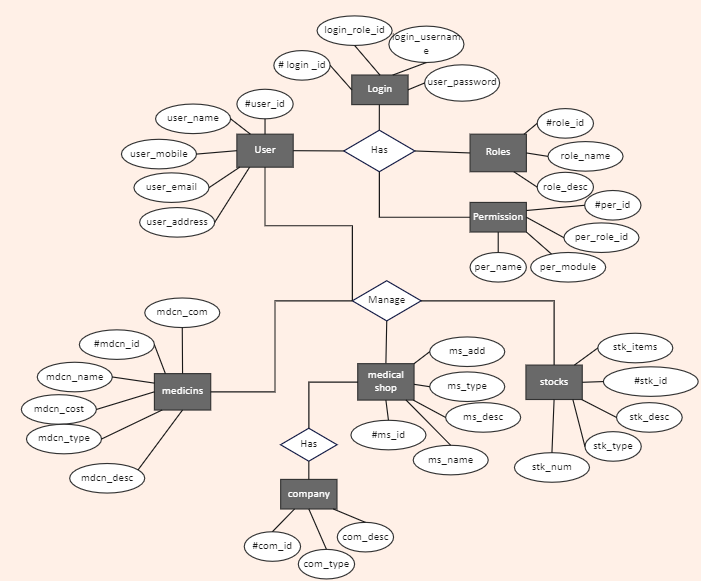 login_role_id
login_usernam
e
# login _id
Login
user_password
#user_id
user_name
#role_id
User
Has
Roles
user_mobile
role_name
user_email
role_desc
#per_id
user_address
Permission
per_role_id
per_name
per_module
Manage
mdcn_com
#mdcn_id
stk_items
ms_add
mdcn_name
medical
shop
stocks
#stk_id
ms_type
medicins
mdcn_cost
ms_desc
stk_desc
mdcn_type
#ms_id
Has
stk_type
ms_name
stk_num
mdcn_desc
company
com_desc
#com_id
com_type